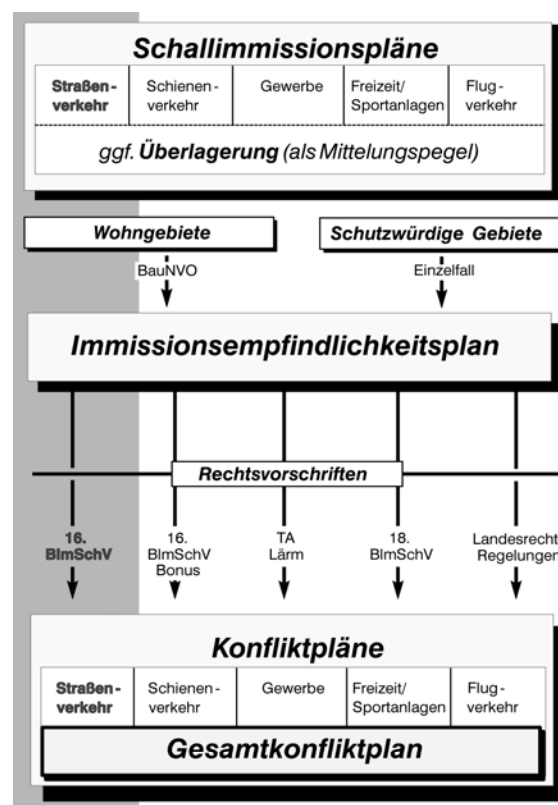 Schallimmissionspläne
Straßen- Schienen- Gewerbe Freizeit/ Flug-
verkehr verkehr Sportanlagen verkehr
ggf. Überlagerung (als Mittelungspegel)
Wohngebiete Schutzwürdige Gebiete
BauNVO Einzelfall
Immissionsempfindlichkeitsplan
Rechtsvorschriften
16. 16. TA 18. Landesrecht
BImSchV BImSchV Lärm BImSchV Regelungen
Bonus
Konfliktpläne
Straßen- Schienen- Gewerbe Freizeit/ Flug-
verkehr verkehr Sportanlagen verkehr
Gesamtkonfliktplan